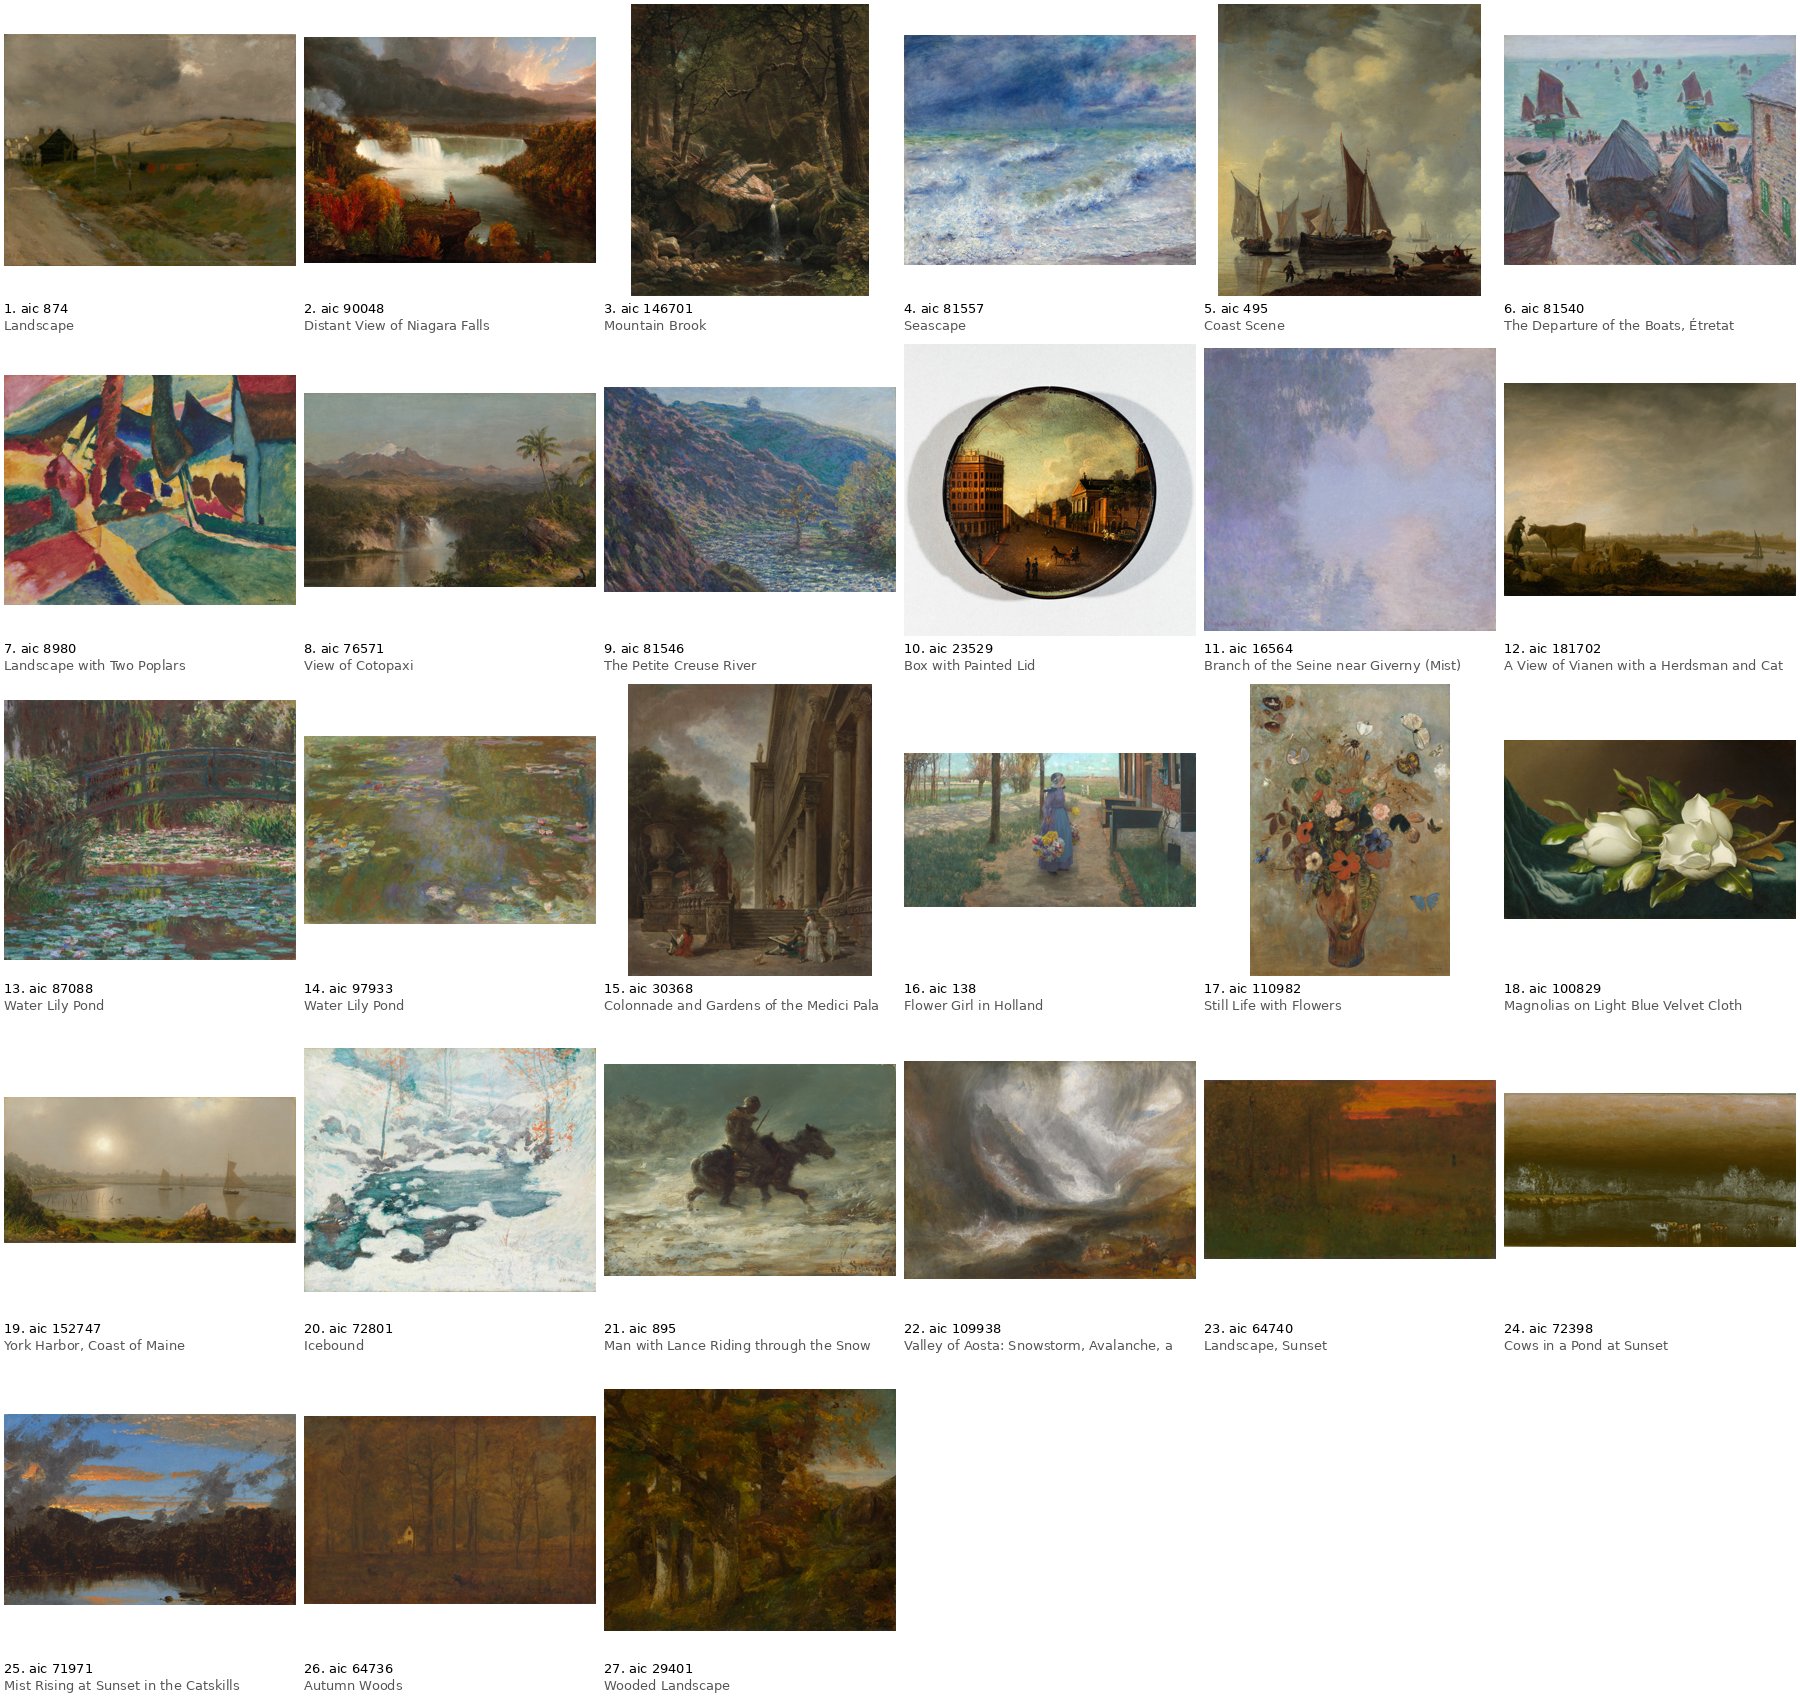 1. aic 874
Landscape
2. aic 90048
Distant View of Niagara Falls
3. aic 146701
Mountain Brook
4. aic 81557
Seascape
5. aic 495
Coast Scene
6. aic 81540
The Departure of the Boats, Étretat
7. aic 8980
Landscape with Two Poplars
8. aic 76571
View of Cotopaxi
9. aic 81546
The Petite Creuse River
10. aic 23529
Box with Painted Lid
11. aic 16564
Branch of the Seine near Giverny (Mist)
12. aic 181702
A View of Vianen with a Herdsman and Cat
13. aic 87088
Water Lily Pond
14. aic 97933
Water Lily Pond
15. aic 30368
Colonnade and Gardens of the Medici Pala
16. aic 138
Flower Girl in Holland
17. aic 110982
Still Life with Flowers
18. aic 100829
Magnolias on Light Blue Velvet Cloth
19. aic 152747
York Harbor, Coast of Maine
20. aic 72801
Icebound
21. aic 895
Man with Lance Riding through the Snow
22. aic 109938
Valley of Aosta: Snowstorm, Avalanche, a
23. aic 64740
Landscape, Sunset
24. aic 72398
Cows in a Pond at Sunset
25. aic 71971
Mist Rising at Sunset in the Catskills
26. aic 64736
Autumn Woods
27. aic 29401
Wooded Landscape